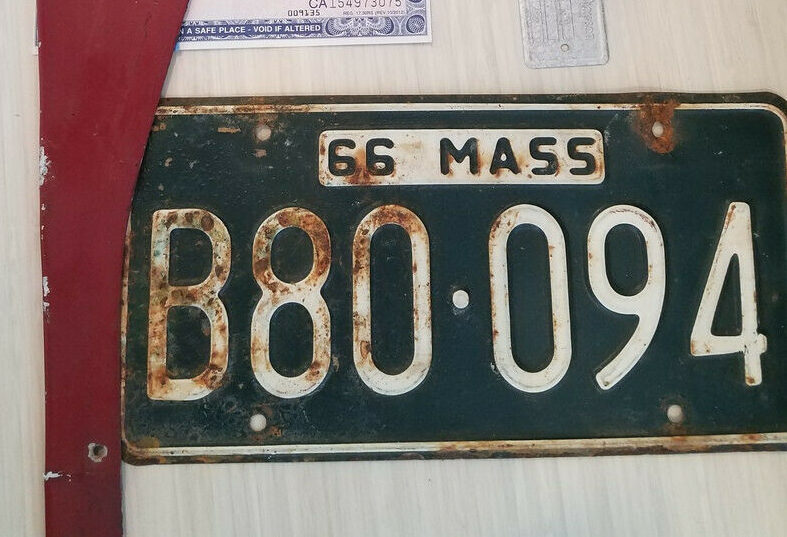 CA154973075
009135
N A SAFE PLACE - VOID IF ALTERED
66 MASS
B80·094